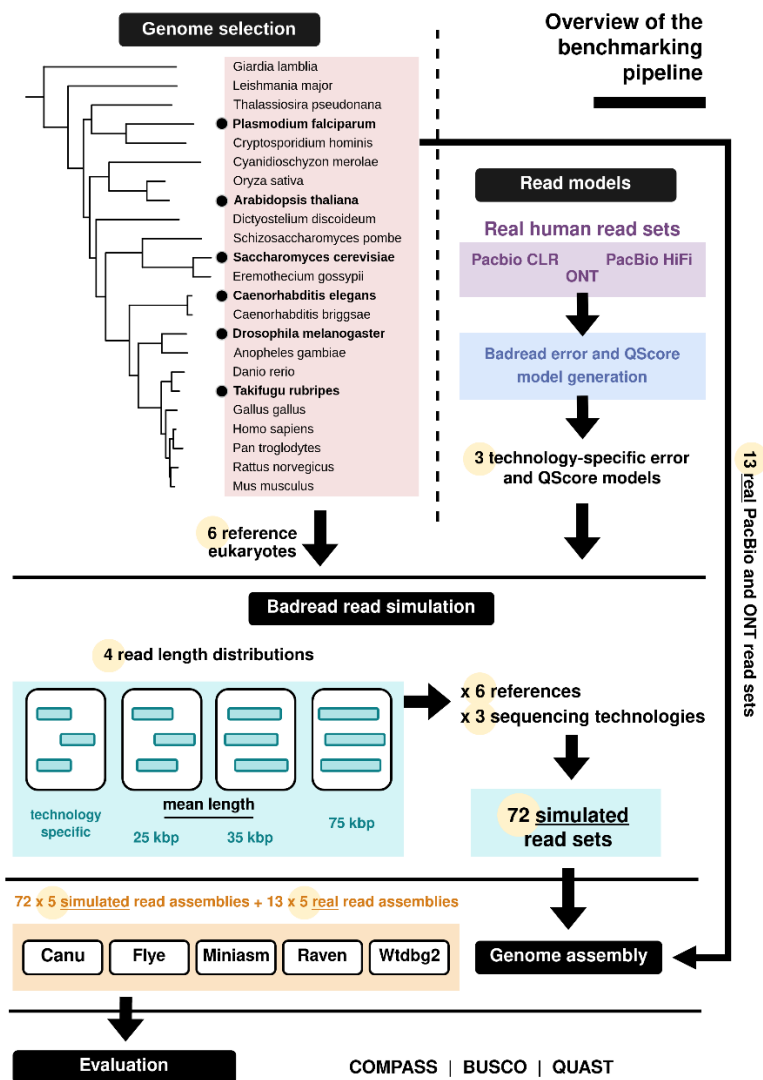 Genome selection
Overview of the
benchmarking
pipeline
Giardia lamblia
Leishmania major
Thalassiosira pseudonana
Plasmodium falciparum
Cryptosporidium hominis
Cyanidioschyzon merolae
Oryza sativa
Arabidopsis thaliana
Dictyostelium discoideum
Schizosaccharomyces pombe
Saccharomyces cerevisiae
Eremothecium gossypii
Caenorhabditis elegans
Caenorhabditis briggsae
Drosophila melanogaster
Anopheles gambiae
Danio rerio
Takifugu rubripes
Gallus gallus
Homo sapiens
Pan troglodytes
Rattus norvegicus
Mus musculus
6 reference
eukaryotes
Read models
Real human read sets
Pacbio CLR PacBio HiFi
ONT
Badread error and QScore
model generation
3 technology-specific error
and QScore models
13 real PacBio and ONT read sets
Badread read simulation
4 read length distributions
technology
specific
mean length
25 kbp 35 kbp
75 kbp
x 6 references
x 3 sequencing technologies
72 simulated
read sets
72 x 5 simulated read assemblies + 13 x 5 real read assemblies
Canu Flye Miniasm Raven Wtdbg2
Genome assembly
Evaluation
COMPASS | BUSCO | QUAST